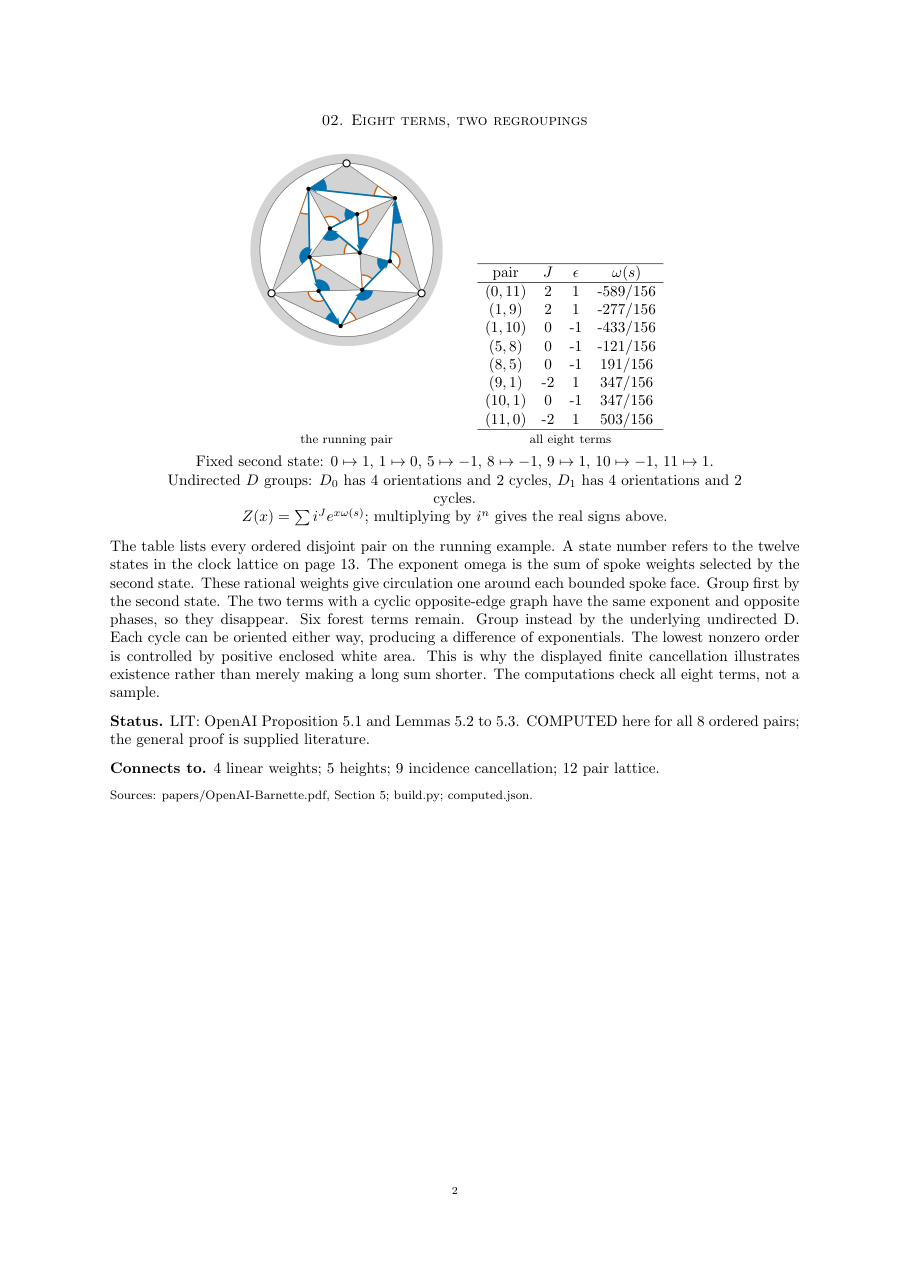 02. Eight terms, two regroupings
pair J ϵ ω(s)
(0, 11) 2 1 -589/156
(1, 9) 2 1 -277/156
(1, 10) 0 -1 -433/156
(5, 8) 0 -1 -121/156
(8, 5) 0 -1 191/156
(9, 1) -2 1 347/156
(10, 1) 0 -1 347/156
(11, 0) -2 1 503/156
the running pair
all eight terms
Fixed second state: 0 ↦ 1, 1 ↦ 0, 5 ↦ −1, 8 ↦ −1, 9 ↦ 1, 10 ↦ −1, 11 ↦ 1.
Undirected D groups: D₀ has 4 orientations and 2 cycles, D₁ has 4 orientations and 2
cycles.
Z(x) = ∑ i^J e^{xω(s)}; multiplying by iⁿ gives the real signs above.
The table lists every ordered disjoint pair on the running example. A state number refers to the twelve
states in the clock lattice on page 13. The exponent omega is the sum of spoke weights selected by the
second state. These rational weights give circulation one around each bounded spoke face. Group first by
the second state. The two terms with a cyclic opposite-edge graph have the same exponent and opposite
phases, so they disappear. Six forest terms remain. Group instead by the underlying undirected D.
Each cycle can be oriented either way, producing a difference of exponentials. The lowest nonzero order
is controlled by positive enclosed white area. This is why the displayed finite cancellation illustrates
existence rather than merely making a long sum shorter. The computations check all eight terms, not a
sample.
Status. LIT: OpenAI Proposition 5.1 and Lemmas 5.2 to 5.3. COMPUTED here for all 8 ordered pairs;
the general proof is supplied literature.
Connects to. 4 linear weights; 5 heights; 9 incidence cancellation; 12 pair lattice.
Sources: papers/OpenAI-Barnette.pdf, Section 5; build.py; computed.json.
2